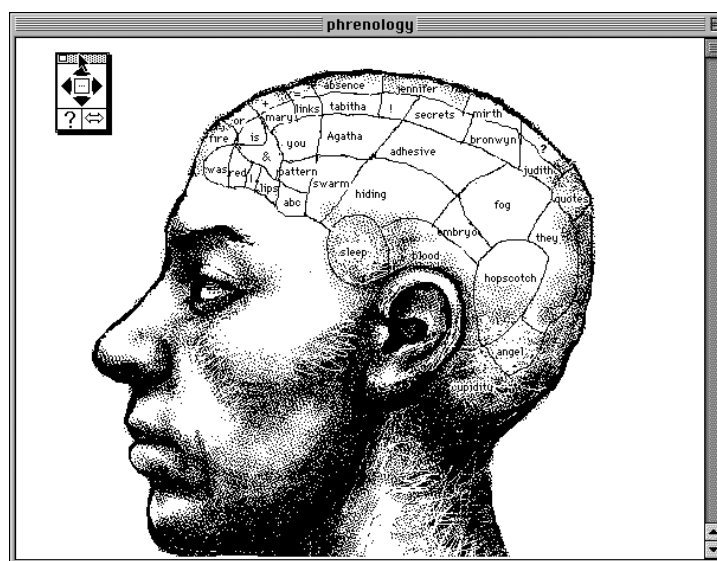 phrenology
absence
jennifer
+
=
links
tabitha
!
secrets
mirth
or
mary
fire
is
you
Agatha
bronwyn
?
adhesive
&
was
red
I
pattern
judith
lips
swarm
hiding
abc
fog
quotes
embryo
they
sleep
blood
hopscotch
angel
cupidity
?